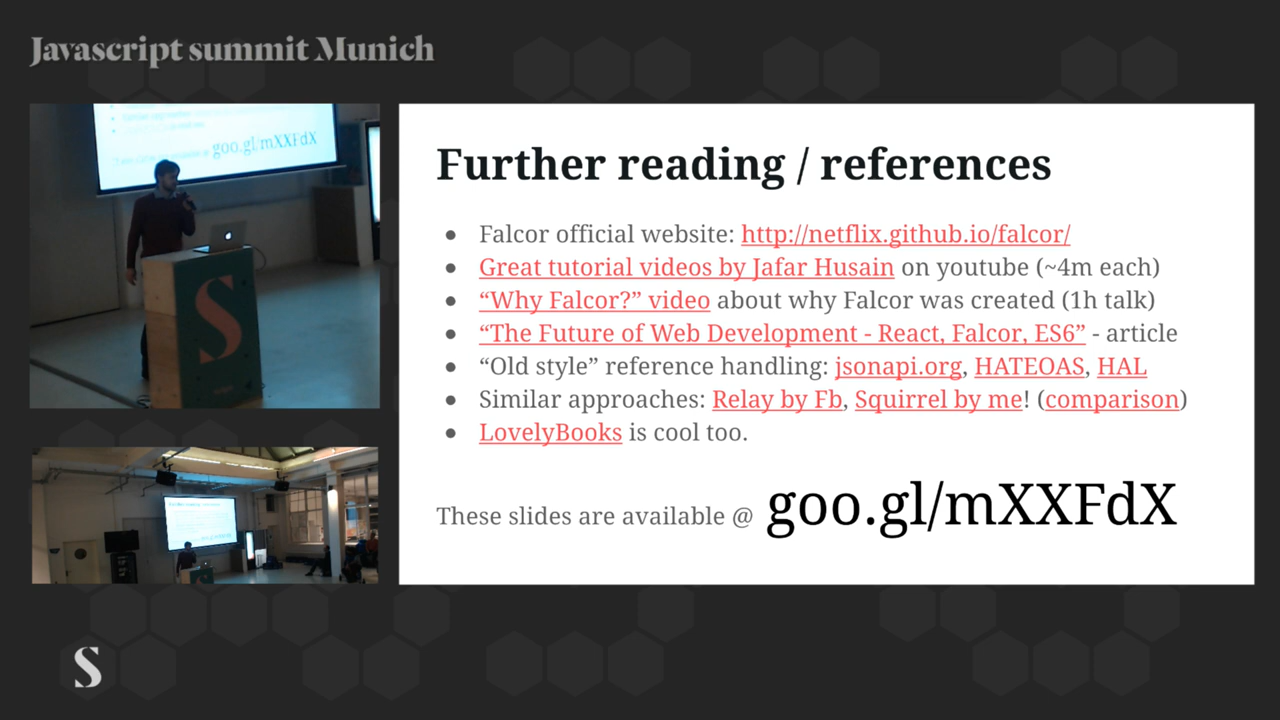 Javascript summit Munich
goo.gl/mXXFdX
S
Further reading / references
• Falcor official website: http://netflix.github.io/falcor/
• Great tutorial videos by Jafar Husain on youtube (~4m each)
• “Why Falcor?” video about why Falcor was created (1h talk)
• “The Future of Web Development - React, Falcor, ES6” - article
• “Old style” reference handling: jsonapi.org, HATEOAS, HAL
• Similar approaches: Relay by Fb, Squirrel by me! (comparison)
• LovelyBooks is cool too.
These slides are available @ goo.gl/mXXFdX
S